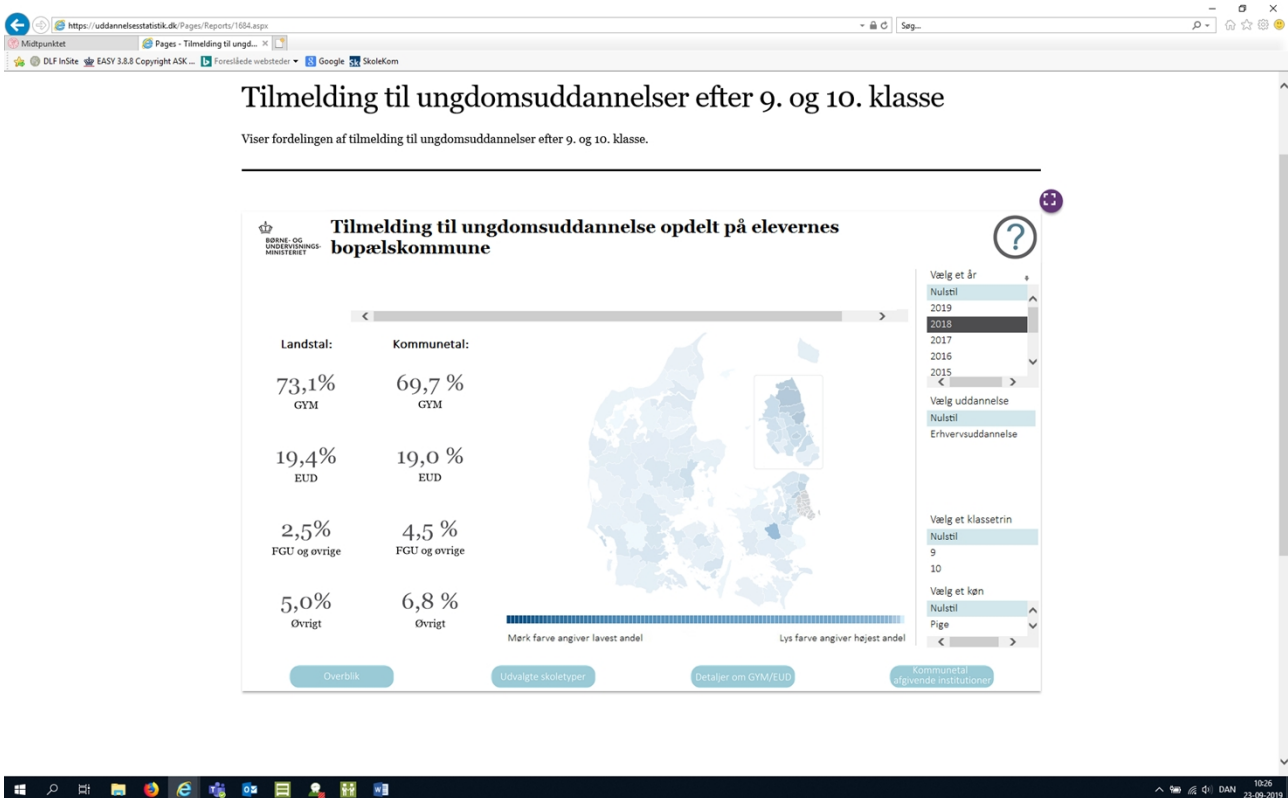 https://uddannelsesstatistik.dk/Pages/Reports/1684.aspx
Søg...
Midtpunktet
Pages - Tilmelding til ungd...
DLF InSite
EASY 3.8.8 Copyright ASK ...
Foreslåede websteder
Google
SkoleKom
Tilmelding til ungdomsuddannelser efter 9. og 10. klasse
Viser fordelingen af tilmelding til ungdomsuddannelser efter 9. og 10. klasse.
BØRNE- OG
UNDERVISNINGS-
MINISTERIET
Tilmelding til ungdomsuddannelse opdelt på elevernes
bopælskommune
?
Landstal:
Kommunetal:
73,1%
GYM
69,7 %
GYM
19,4%
EUD
19,0 %
EUD
2,5%
FGU og øvrige
4,5 %
FGU og øvrige
5,0%
Øvrigt
6,8 %
Øvrigt
Mørk farve angiver lavest andel
Lys farve angiver højest andel
Vælg et år
Nulstil
2019
2018
2017
2016
2015
Vælg uddannelse
Nulstil
Erhvervsuddannelse
Vælg et klassetrin
Nulstil
9
10
Vælg et køn
Nulstil
Pige
Overblik
Udvalgte skoletyper
Detaljer om GYM/EUD
Kommunetal
afgivende institutioner
DAN
10:26
23-09-2019